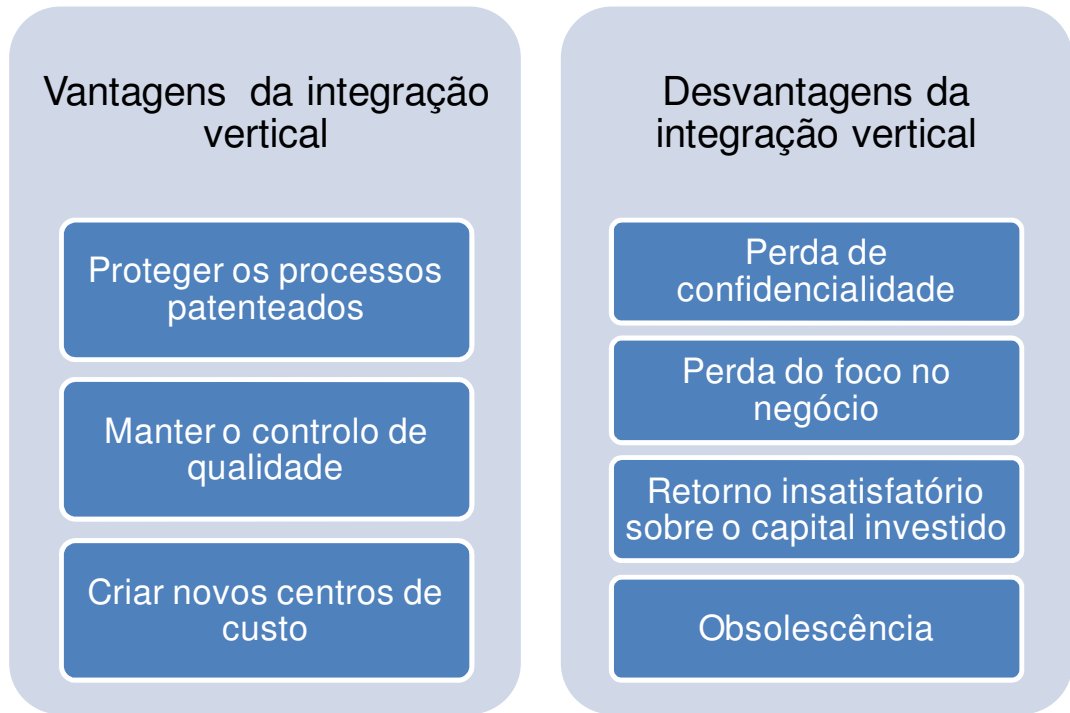 Vantagens da integração
vertical
Proteger os processos
patenteados
Manter o controlo de
qualidade
Criar novos centros de
custo
Desvantagens da
integração vertical
Perda de
confidencialidade
Perda do foco no
negócio
Retorno insatisfatório
sobre o capital investido
Obsolescência